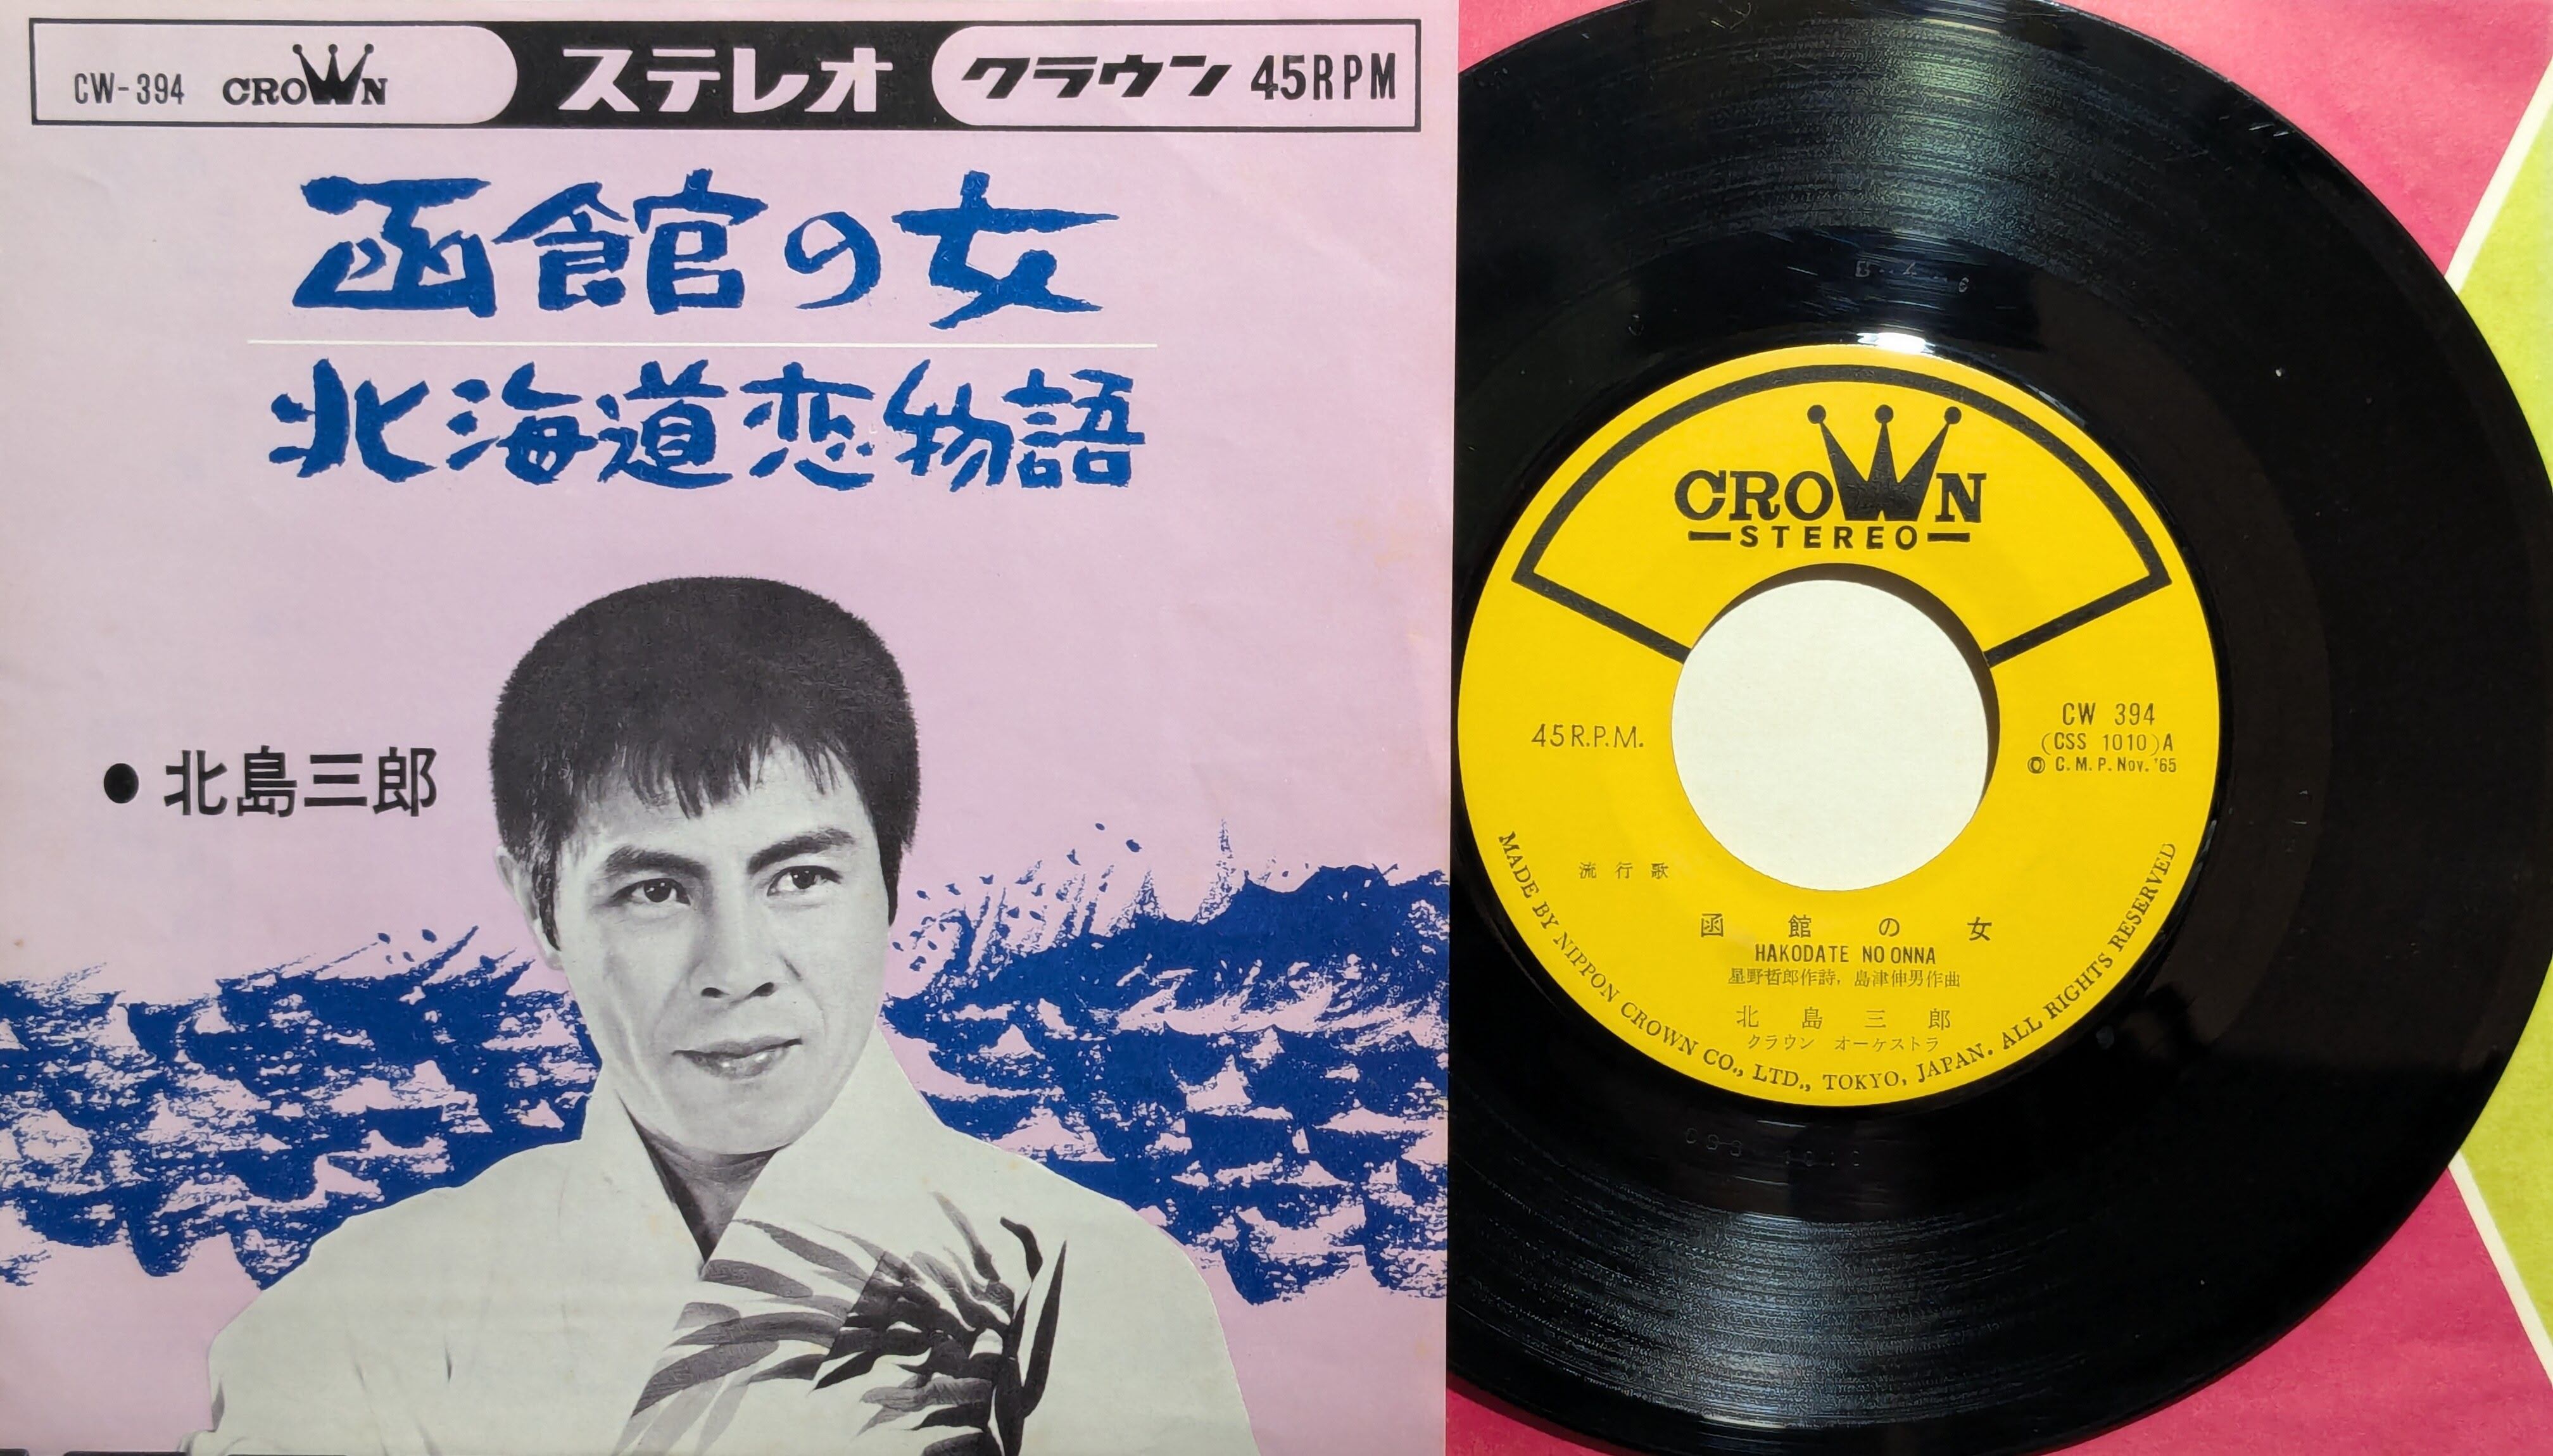 CW-394 CROWN ステレオ クラウン 45RPM
函館の女
北海道恋物語
● 北島三郎
CROWN
STEREO
45 R.P.M.
CW 394
(CSS 1010) A
© C. M. P. Nov. '65
流行歌
函館の女
HAKODATE NO ONNA
星野哲郎作詩, 島津伸男作曲
北島三郎
クラウン オーケストラ
MADE BY NIPPON CROWN CO., LTD., TOKYO, JAPAN. ALL RIGHTS RESERVED